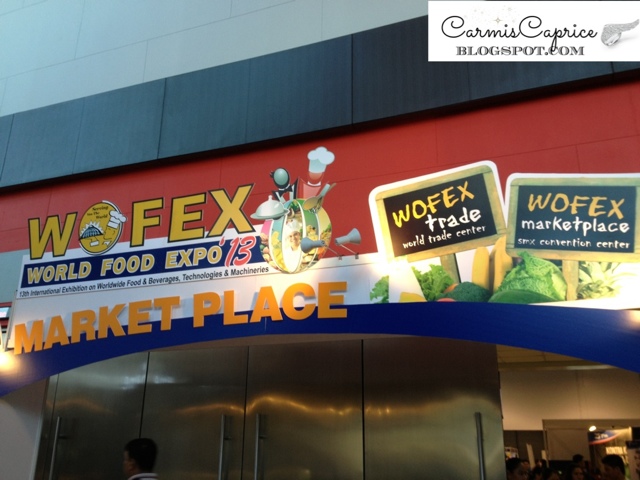 CarmisCaprice
BLOGSPOT.COM
WOFEX
WORLD FOOD EXPO '13
13th International Exhibition on Worldwide Food & Beverages, Technologies & Machineries
MARKET PLACE
WOFEX
trade
world trade center
WOFEX
marketplace
smx convention center